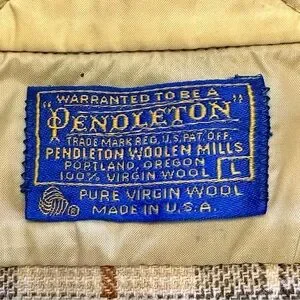 WARRANTED TO BE A
"PENDLETON"
TRADE MARK REG. U.S. PAT. OFF.
PENDLETON WOOLEN MILLS
PORTLAND, OREGON
100% VIRGIN WOOL
L
PURE VIRGIN WOOL
MADE IN U.S.A.